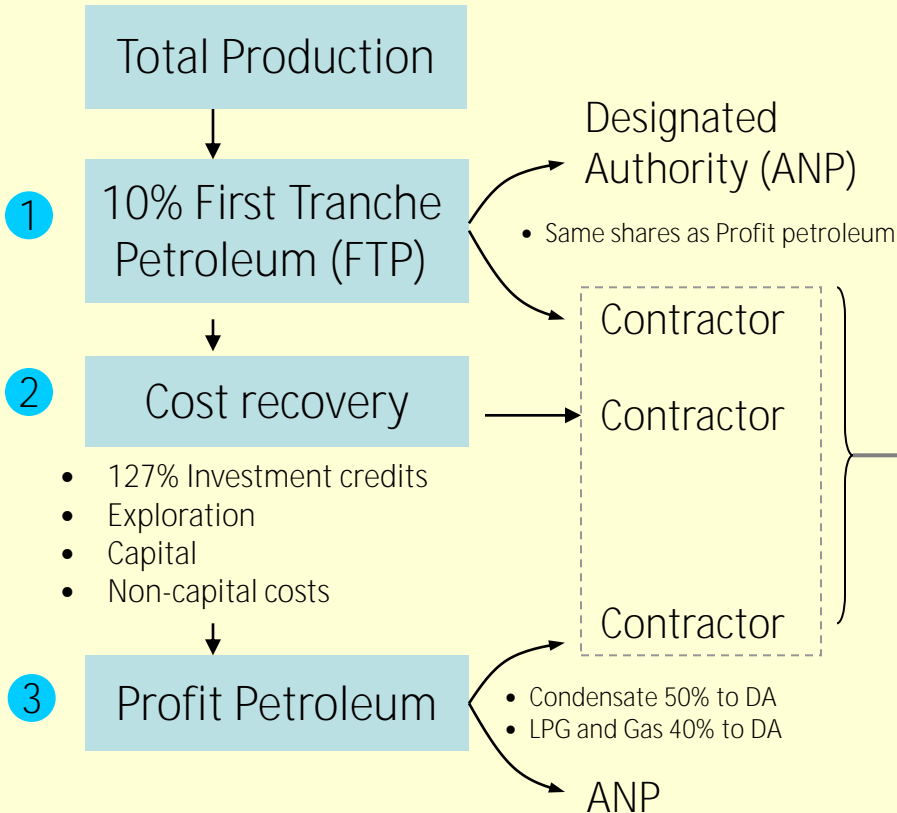 Total Production
1
10% First Tranche
Petroleum (FTP)
Designated
Authority (ANP)
• Same shares as Profit petroleum
Contractor
2
Cost recovery
Contractor
• 127% Investment credits
• Exploration
• Capital
• Non-capital costs
Contractor
3
Profit Petroleum
• Condensate 50% to DA
• LPG and Gas 40% to DA
ANP